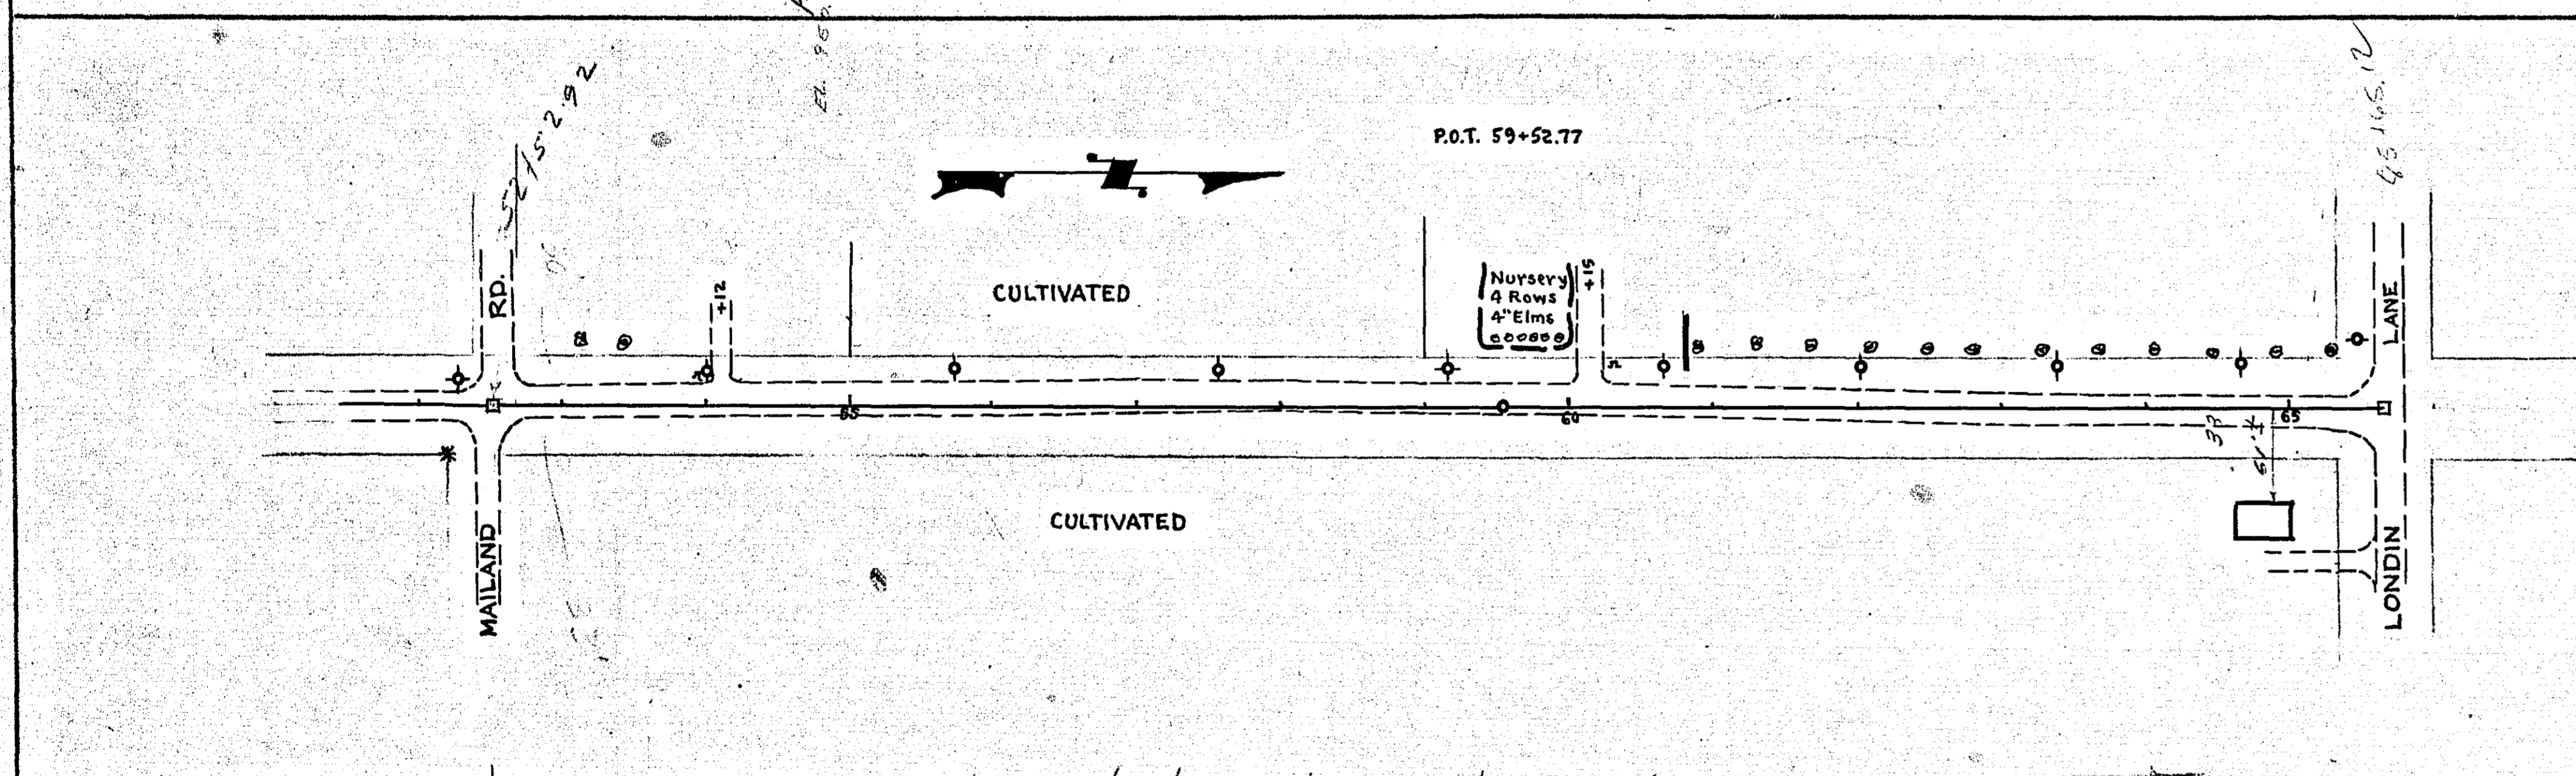 P.O.T. 59+52.77
RD.
+12
CULTIVATED
Nursery
4 Rows
4"Elms
+15
LANE
55
60
65
33
CULTIVATED
MAILAND
LONDIN